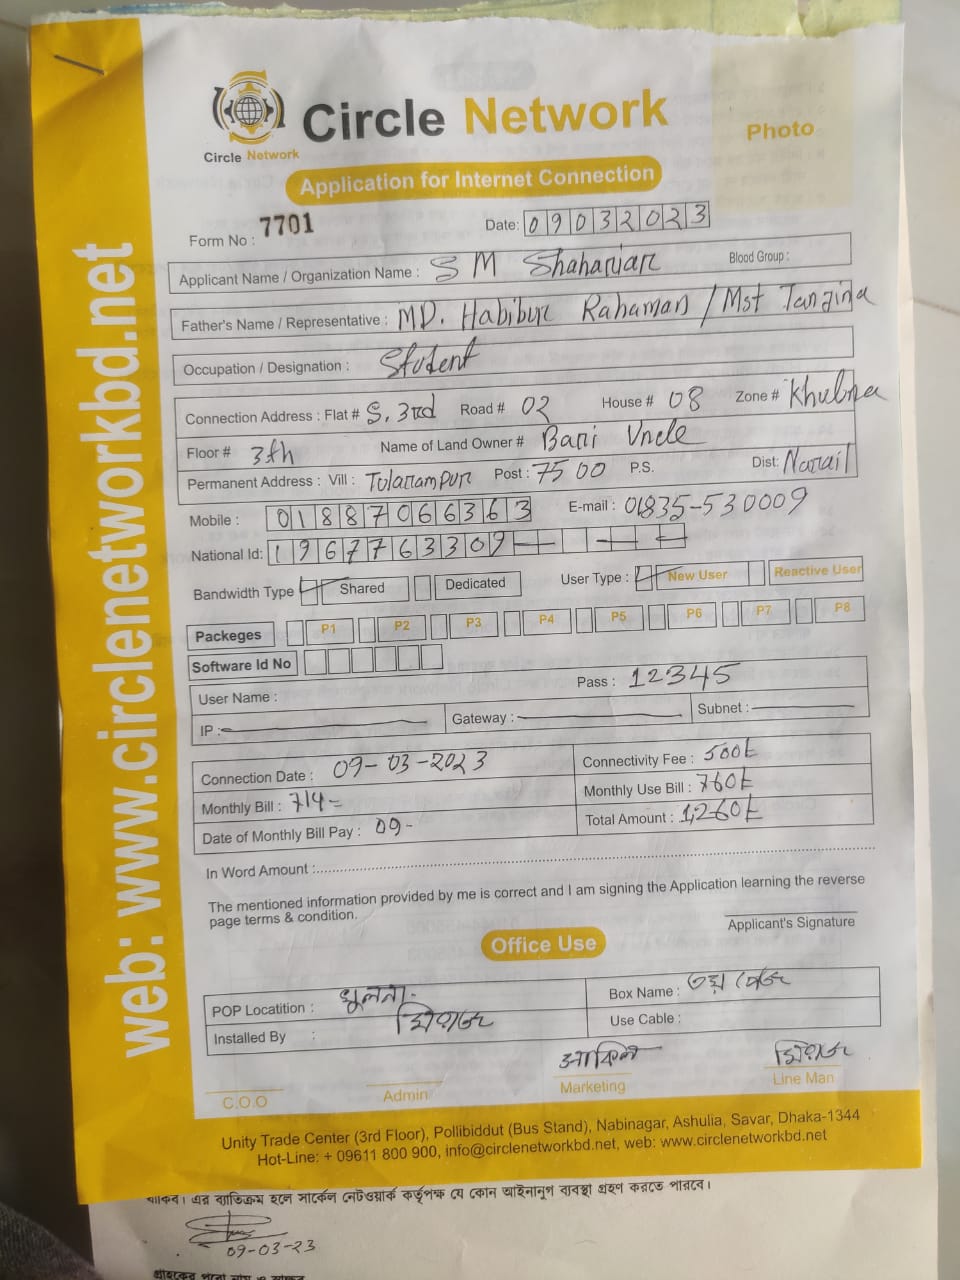 web: www.circlenetworkbd.net
Circle Network
Circle Network
Photo
Application for Internet Connection
Form No : 7701 Date: 09032023
Applicant Name / Organization Name : S M Shahariar Blood Group :
Father's Name / Representative : MD. Habibur Rahaman / Mst Tanzina
Occupation / Designation : Student
Connection Address : Flat # S. 3rd Road # 02 House # 08 Zone # Khulna
Floor # 3th Name of Land Owner # Bari Uncle
Permanent Address : Vill : Tularampur Post : 7500 P.S. Dist: Narail
Mobile : 01887066363 E-mail : 01835-530009
National Id: 1967763309
Bandwidth Type Shared Dedicated User Type : New User Reactive User
Packeges P1 P2 P3 P4 P5 P6 P7 P8
Software Id No
User Name : Pass : 12345
IP : Gateway : Subnet :
Connection Date : 09-03-2023 Connectivity Fee : 500t
Monthly Bill : 714= Monthly Use Bill : 760t
Date of Monthly Bill Pay : 09- Total Amount : 1,260t
In Word Amount :
The mentioned information provided by me is correct and I am signing the Application learning the reverse
page terms & condition.
Applicant's Signature
Office Use
POP Locatition : খুলনা. Box Name :
Installed By : মিরাজ Use Cable :
আকিল মিরাজ
C.O.O Admin Marketing Line Man
Unity Trade Center (3rd Floor), Pollibiddut (Bus Stand), Nabinagar, Ashulia, Savar, Dhaka-1344
Hot-Line: + 09611 800 900, info@circlenetworkbd.net, web: www.circlenetworkbd.net
থাকিব। এর ব্যতিক্রম হলে সার্কেল নেটওয়ার্ক কর্তৃপক্ষ যে কোন আইনানুগ ব্যবস্থা গ্রহণ করতে পারবে।
09-03-23